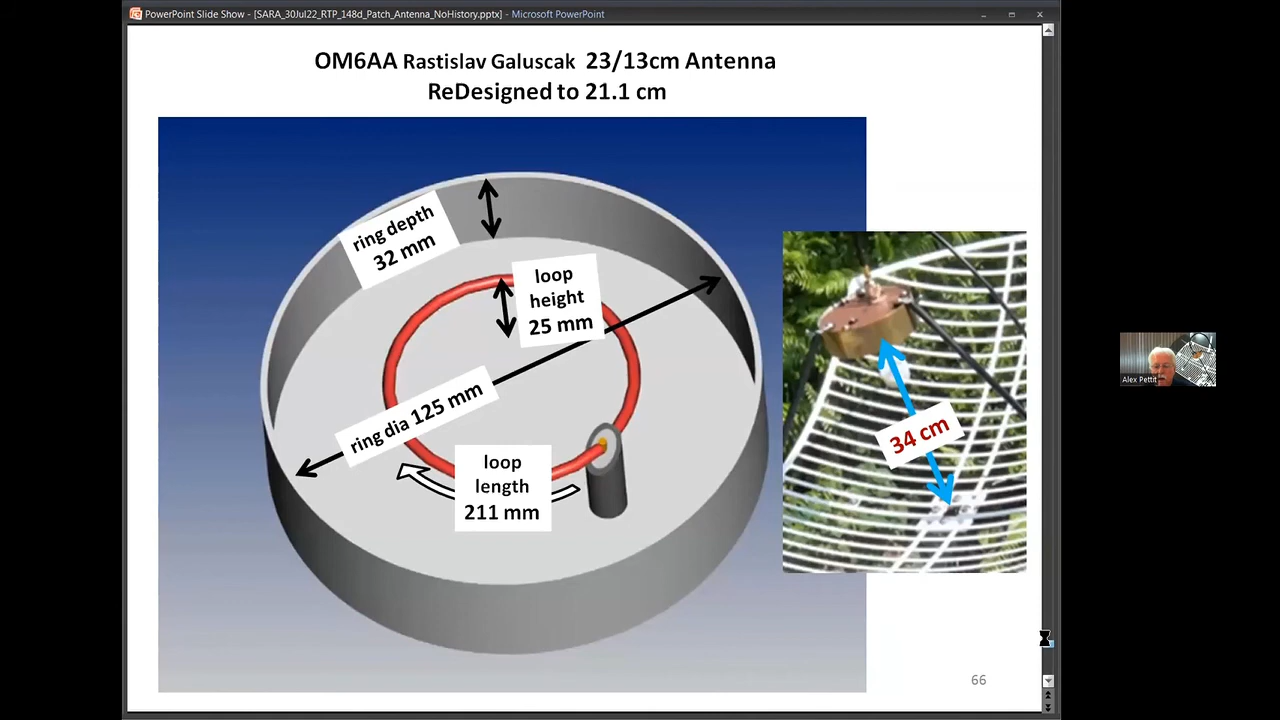 PowerPoint Slide Show - [SARA_30Jul22_RTP_148d_Patch_Antenna_NoHistory.pptx] - Microsoft PowerPoint
OM6AA Rastislav Galuscak 23/13cm Antenna
ReDesigned to 21.1 cm
ring depth
32 mm
loop
height
25 mm
ring dia 125 mm
loop
length
211 mm
34 cm
Alex Pettit
66